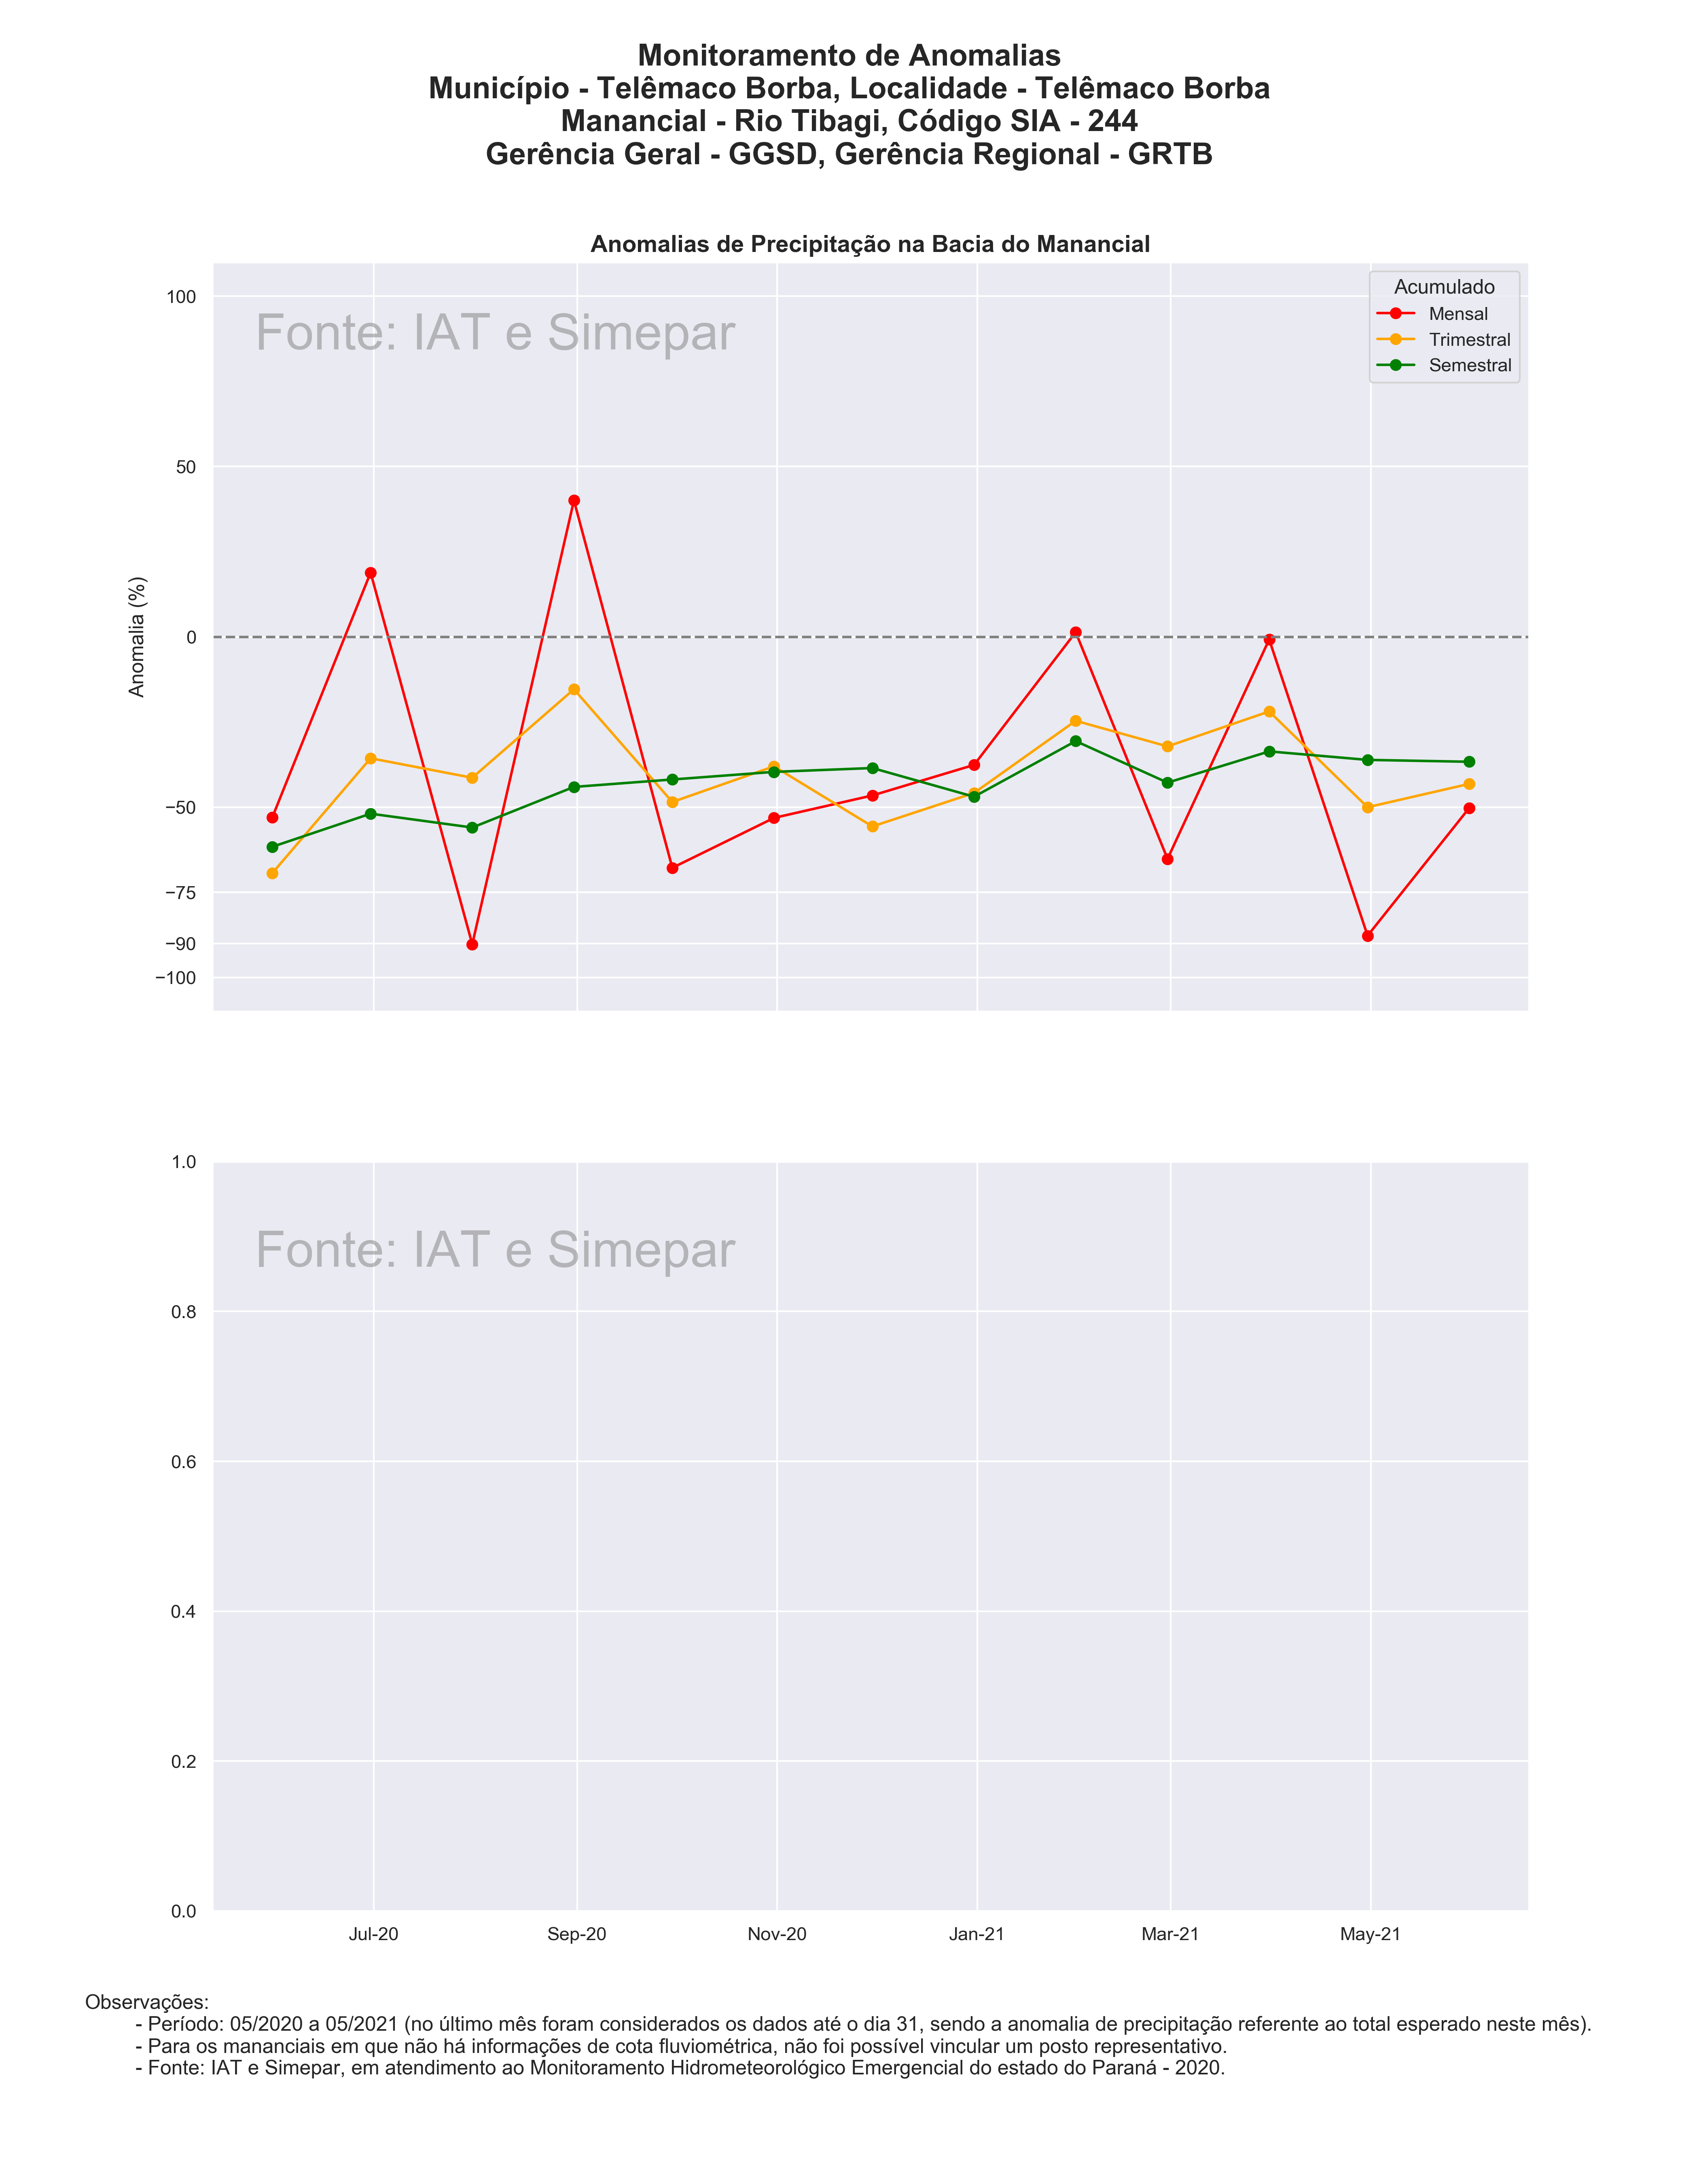 Monitoramento de Anomalias
Município - Telêmaco Borba, Localidade - Telêmaco Borba
Manancial - Rio Tibagi, Código SIA - 244
Gerência Geral - GGSD, Gerência Regional - GRTB
Anomalias de Precipitação na Bacia do Manancial
Fonte: IAT e Simepar
Acumulado
Mensal
Trimestral
Semestral
Anomalia (%)
100
50
0
−50
−75
−90
−100
Fonte: IAT e Simepar
1.0
0.8
0.6
0.4
0.2
0.0
Jul-20 Sep-20 Nov-20 Jan-21 Mar-21 May-21
Observações:
- Período: 05/2020 a 05/2021 (no último mês foram considerados os dados até o dia 31, sendo a anomalia de precipitação referente ao total esperado neste mês).
- Para os mananciais em que não há informações de cota fluviométrica, não foi possível vincular um posto representativo.
- Fonte: IAT e Simepar, em atendimento ao Monitoramento Hidrometeorológico Emergencial do estado do Paraná - 2020.